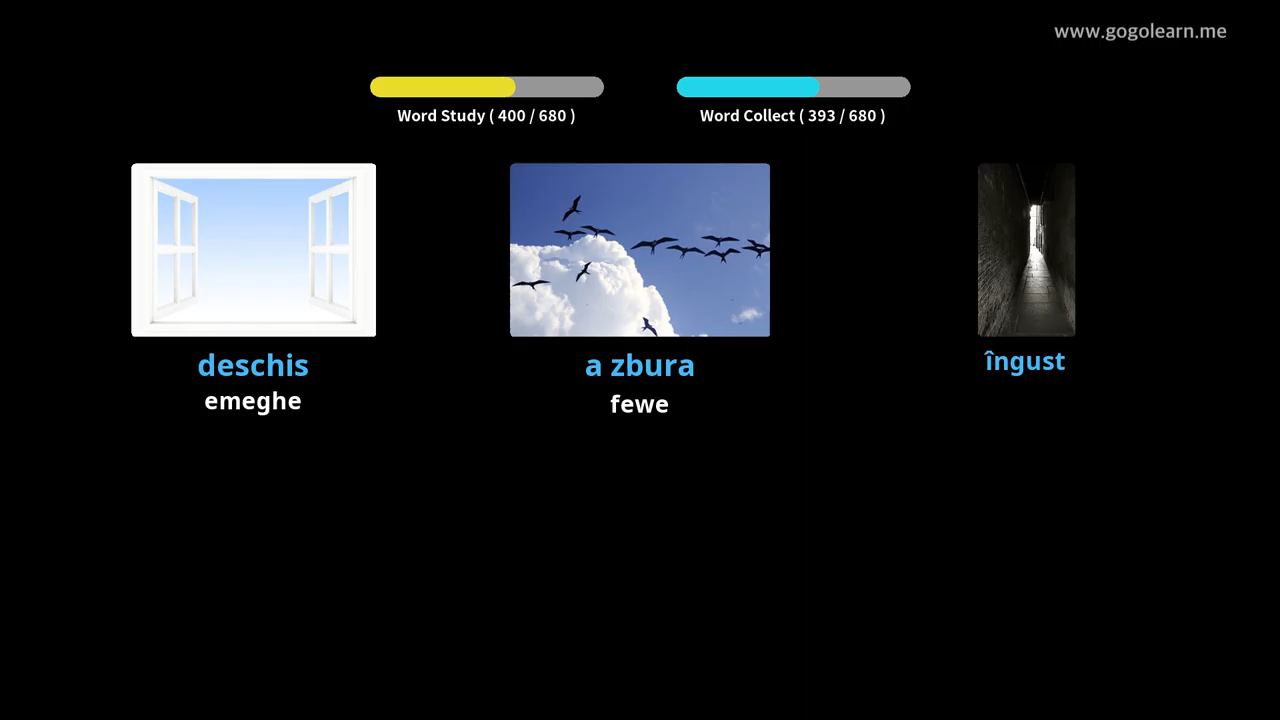 www.gogolearn.me
Word Study ( 400 / 680 )
Word Collect ( 393 / 680 )
deschis
emeghe
a zbura
fewe
îngust